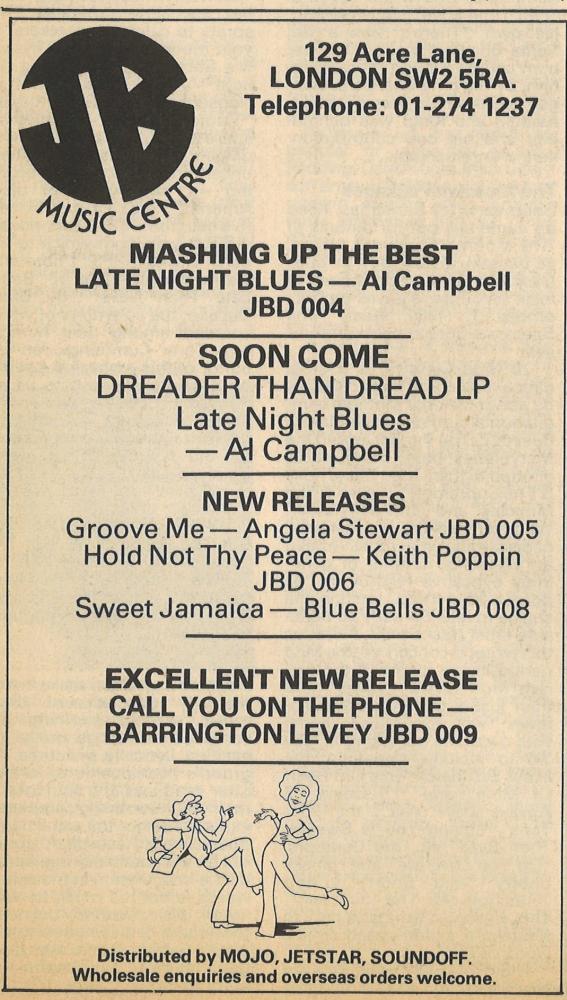 129 Acre Lane,
LONDON SW2 5RA.
Telephone: 01-274 1237
JB
MUSIC CENTRE
MASHING UP THE BEST
LATE NIGHT BLUES — Al Campbell
JBD 004
SOON COME
DREADER THAN DREAD LP
Late Night Blues
— Al Campbell
NEW RELEASES
Groove Me — Angela Stewart JBD 005
Hold Not Thy Peace — Keith Poppin
JBD 006
Sweet Jamaica — Blue Bells JBD 008
EXCELLENT NEW RELEASE
CALL YOU ON THE PHONE —
BARRINGTON LEVEY JBD 009
Distributed by MOJO, JETSTAR, SOUNDOFF.
Wholesale enquiries and overseas orders welcome.